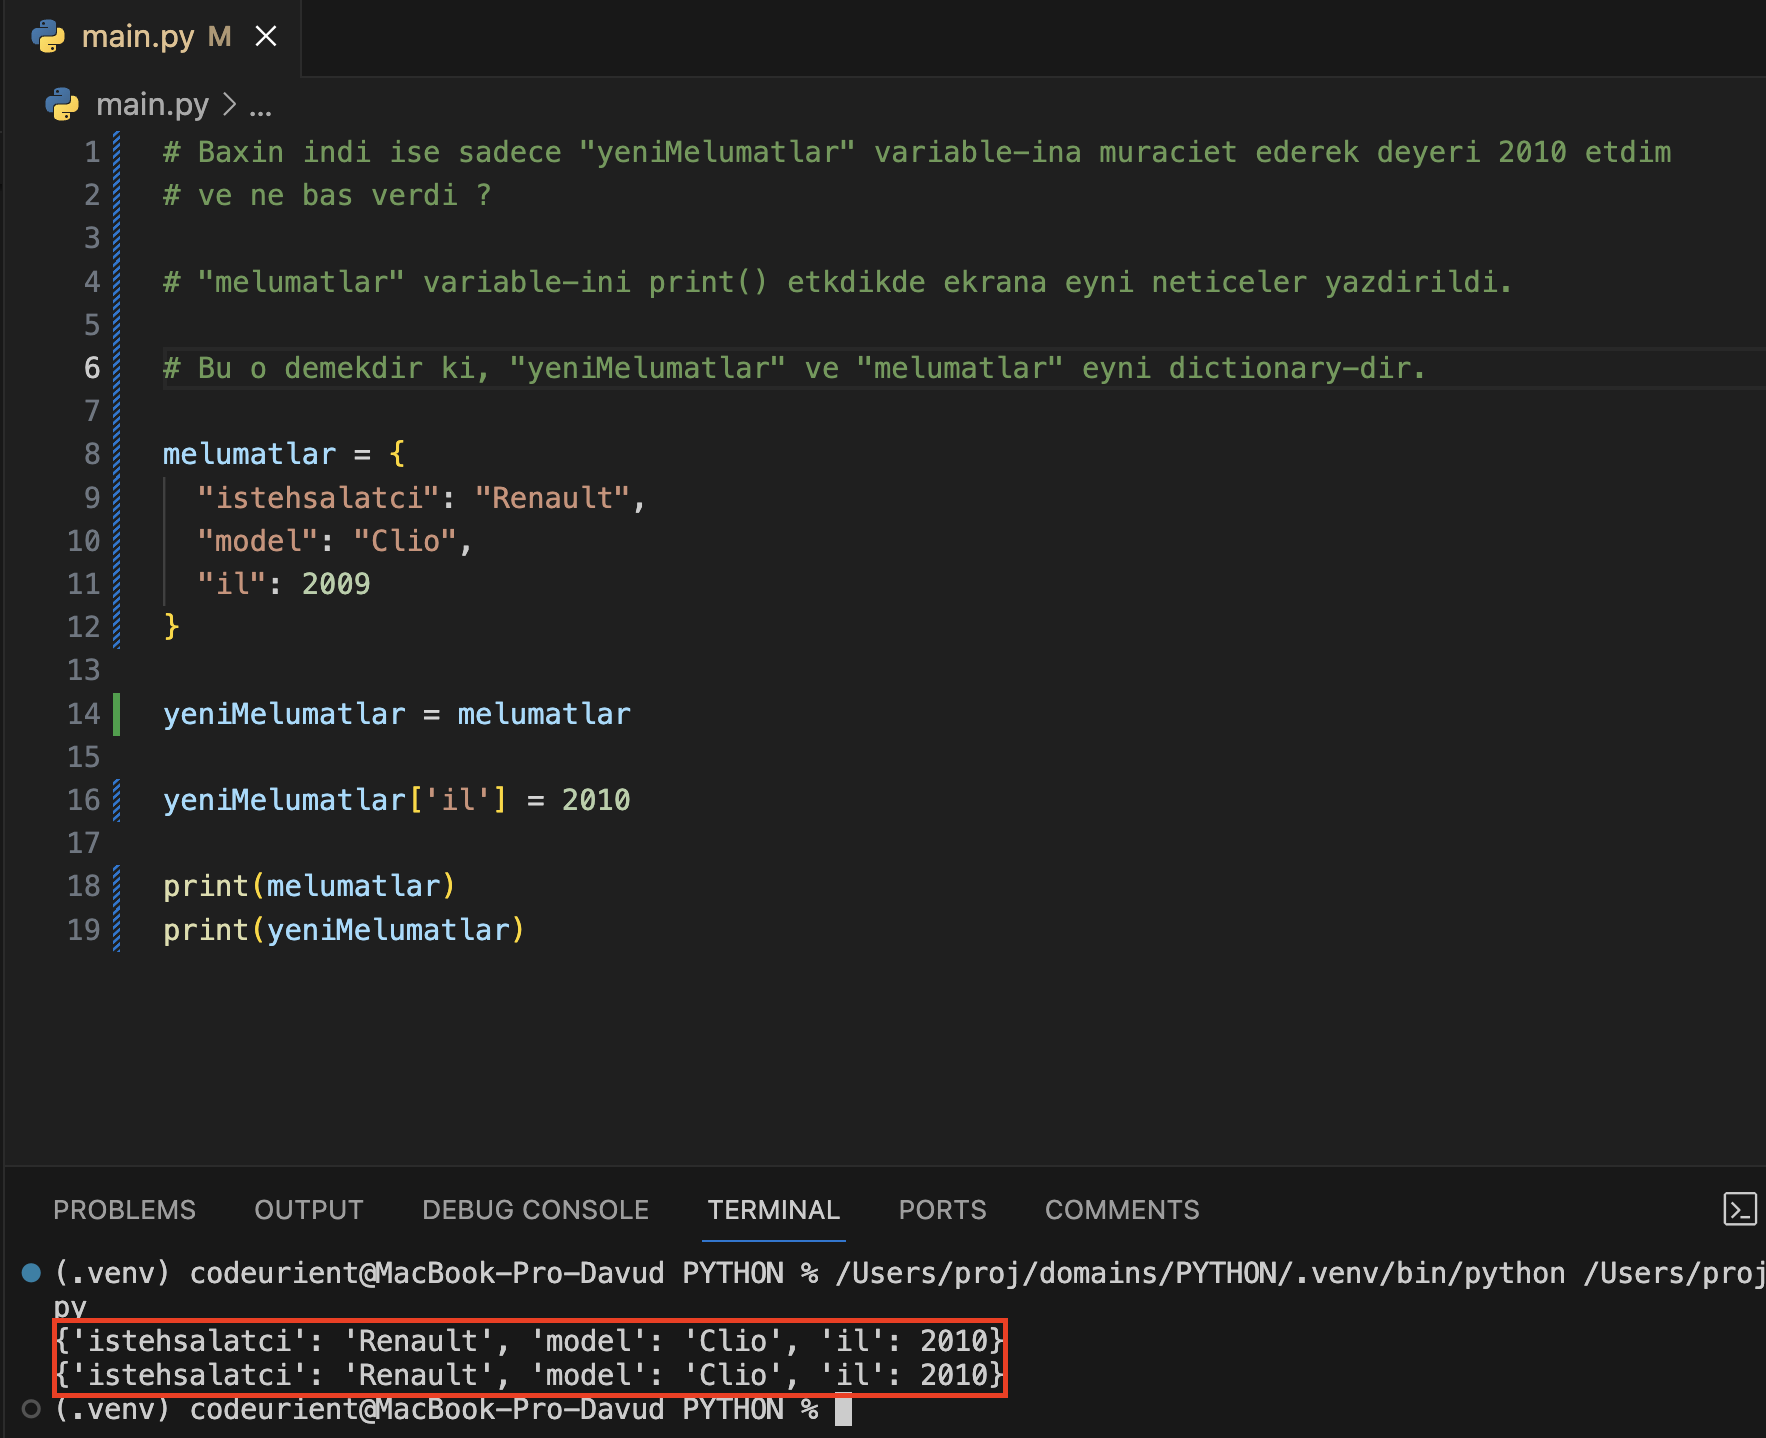 main.py M
main.py > ...
1 # Baxin indi ise sadece "yeniMelumatlar" variable-ina muraciet ederek deyeri 2010 etdim
2 # ve ne bas verdi ?
3
4 # "melumatlar" variable-ini print() etkdikde ekrana eyni neticeler yazdirildi.
5
6 # Bu o demekdir ki, "yeniMelumatlar" ve "melumatlar" eyni dictionary-dir.
7
8 melumatlar = {
9 "istehsalatci": "Renault",
10 "model": "Clio",
11 "il": 2009
12 }
13
14 yeniMelumatlar = melumatlar
15
16 yeniMelumatlar['il'] = 2010
17
18 print(melumatlar)
19 print(yeniMelumatlar)
PROBLEMS OUTPUT DEBUG CONSOLE TERMINAL PORTS COMMENTS
(.venv) codeurient@MacBook-Pro-Davud PYTHON % /Users/proj/domains/PYTHON/.venv/bin/python /Users/proj
py
{'istehsalatci': 'Renault', 'model': 'Clio', 'il': 2010}
{'istehsalatci': 'Renault', 'model': 'Clio', 'il': 2010}
(.venv) codeurient@MacBook-Pro-Davud PYTHON %